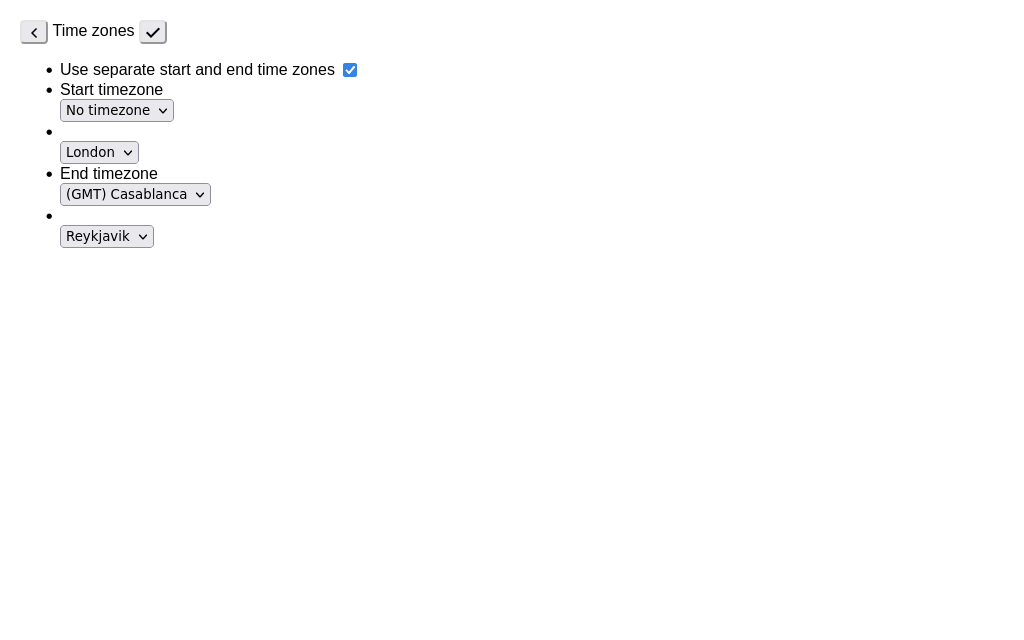 Time zones
Use separate start and end time zones
Start timezone
No timezone
London
End timezone
(GMT) Casablanca
Reykjavik